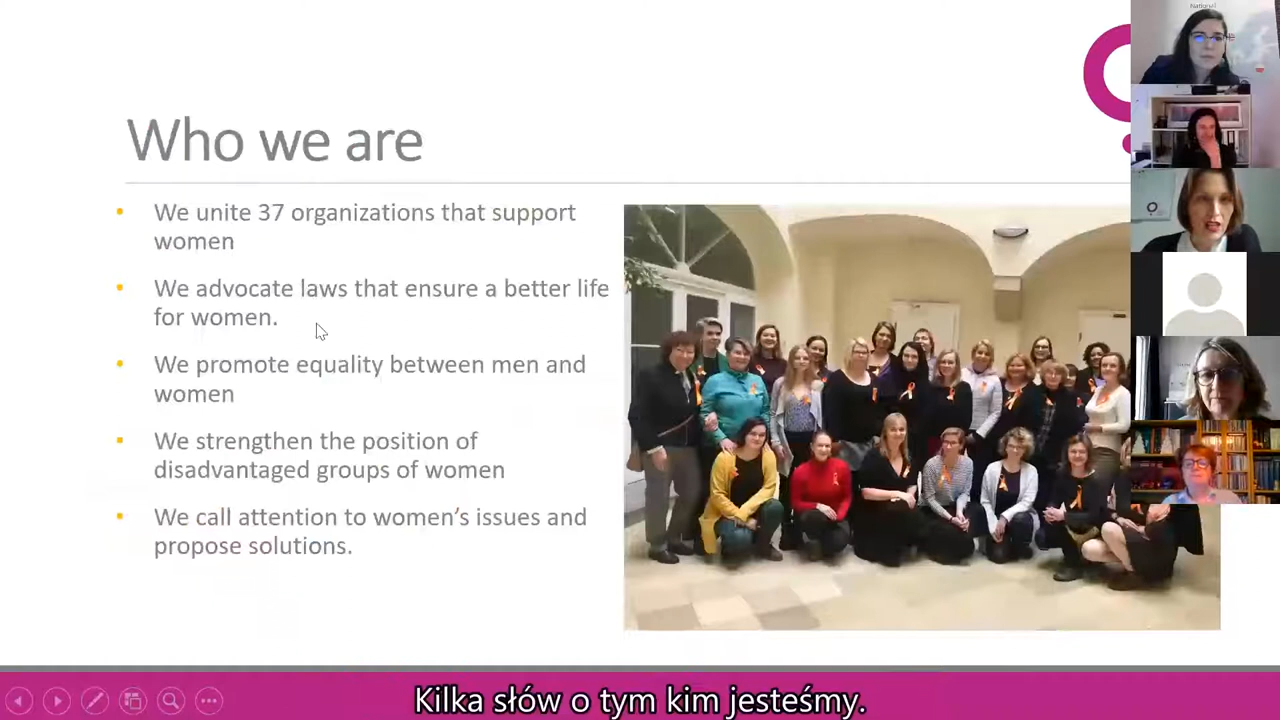 Who we are
We unite 37 organizations that support
women
We advocate laws that ensure a better life
for women.
We promote equality between men and
women
We strengthen the position of
disadvantaged groups of women
We call attention to women's issues and
propose solutions.
National
Kilka słów o tym kim jesteśmy.